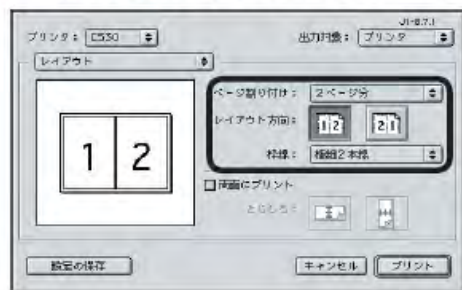 J1-8.7.1
プリンタ： C530 出力対象： プリンタ
レイアウト
ページ割り付け： 2ページ分
レイアウト方向： 12 21
枠線： 極細2本線
1 2
両面にプリント
とじしろ：
設定の保存 キャンセル プリント